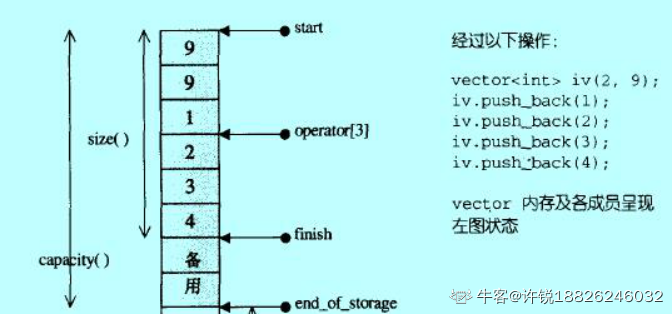 start
经过以下操作:
9
9
vector<int> iv(2, 9);
1
iv.push_back(1);
size( )
operator[3]
iv.push_back(2);
2
iv.push_back(3);
3
iv.push_back(4);
4
vector 内存及各成员呈现
左图状态
finish
capacity( )
备
用
end_of_storage
牛客@许锐18826246032